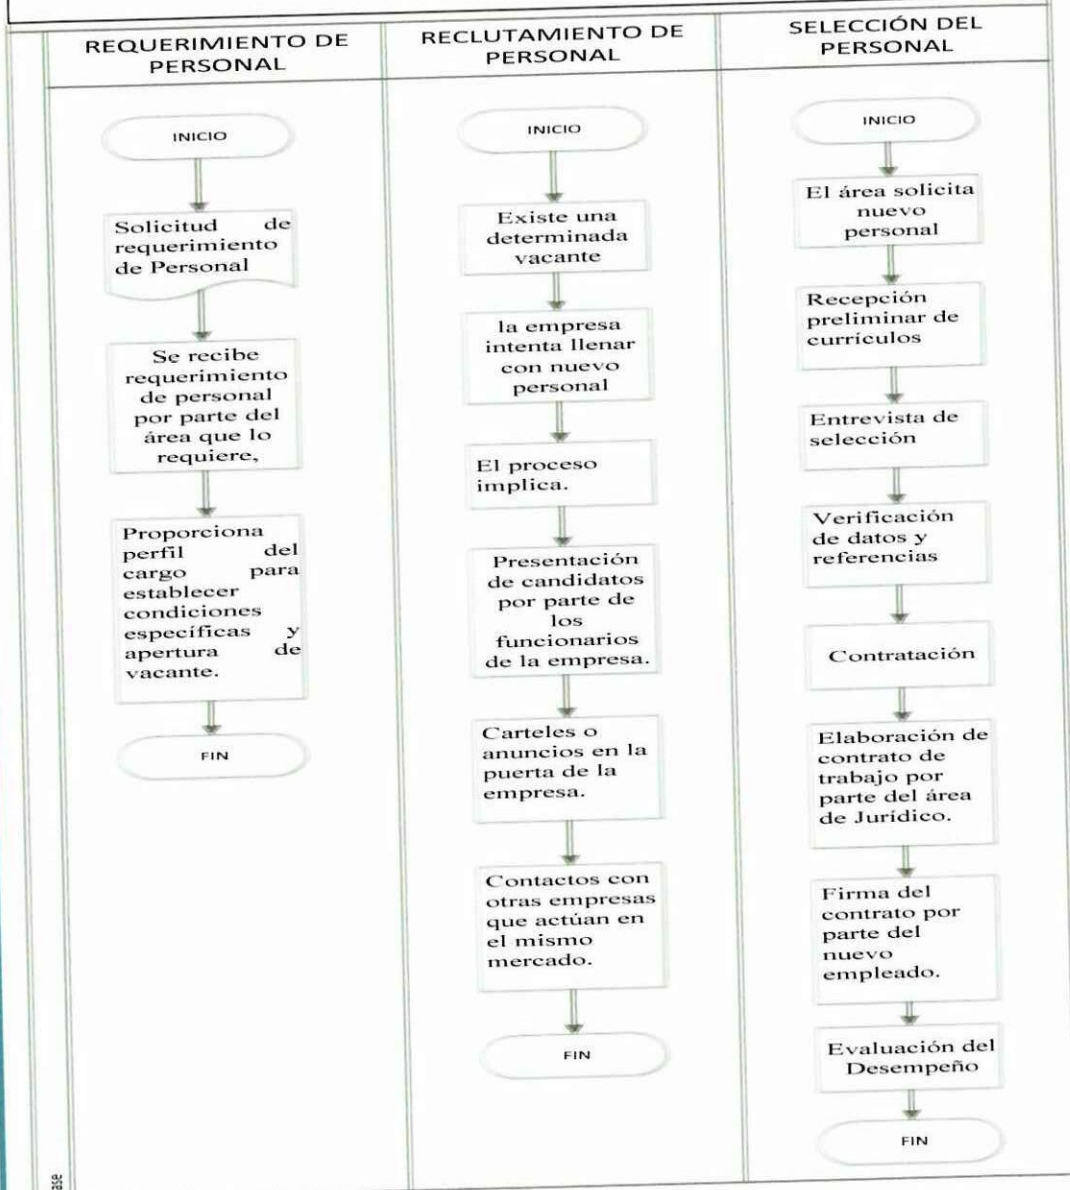 REQUERIMIENTO DE
PERSONAL
INICIO
Solicitud de
requerimiento
de Personal
Se recibe
requerimiento
de personal
por parte del
área que lo
requiere,
Proporciona
perfil del
cargo para
establecer
condiciones
específicas y
apertura de
vacante.
FIN
RECLUTAMIENTO DE
PERSONAL
INICIO
Existe una
determinada
vacante
la empresa
intenta llenar
con nuevo
personal
El proceso
implica.
Presentación
de candidatos
por parte de
los
funcionarios
de la empresa.
Carteles o
anuncios en la
puerta de la
empresa.
Contactos con
otras empresas
que actúan en
el mismo
mercado.
FIN
SELECCIÓN DEL
PERSONAL
INICIO
El área solicita
nuevo
personal
Recepción
preliminar de
currículos
Entrevista de
selección
Verificación
de datos y
referencias
Contratación
Elaboración de
contrato de
trabajo por
parte del área
de Jurídico.
Firma del
contrato por
parte del
nuevo
empleado.
Evaluación del
Desempeño
FIN